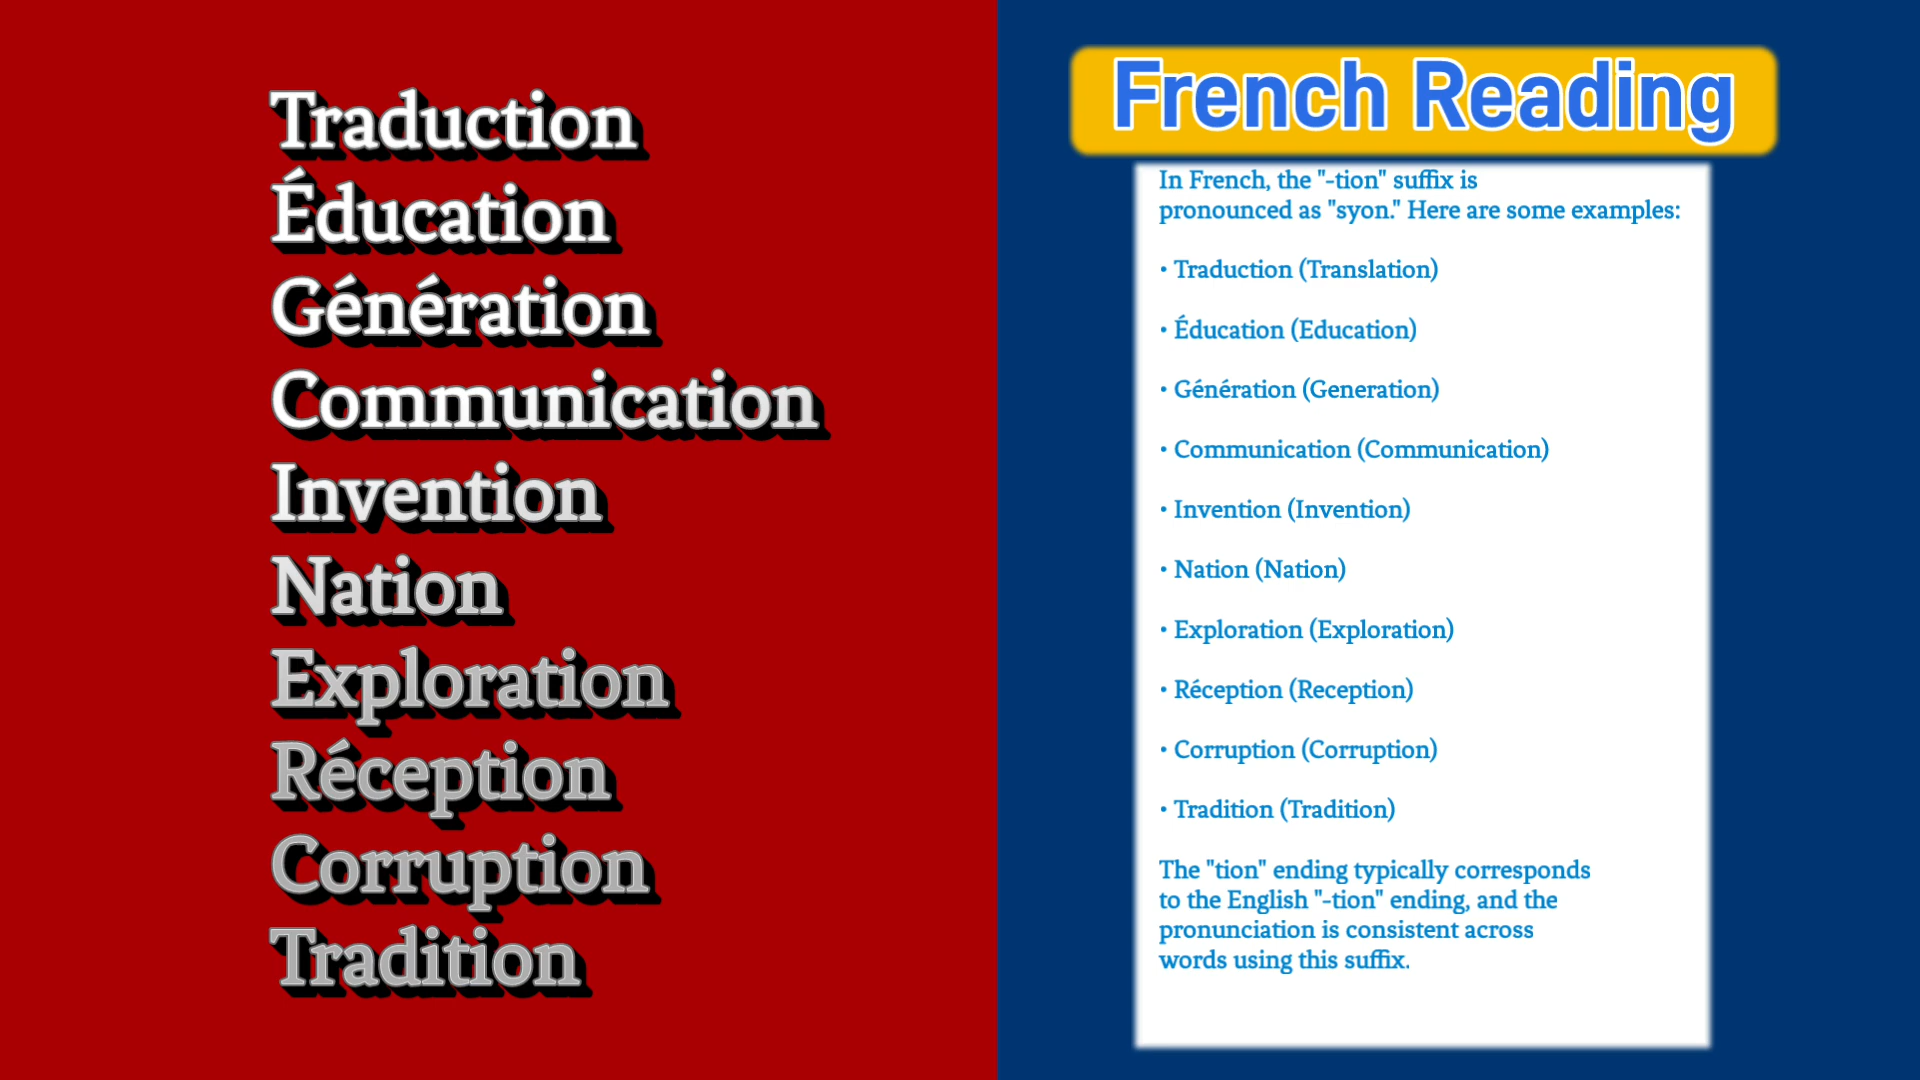 Traduction
Éducation
Génération
Communication
Invention
Nation
Exploration
Réception
Corruption
Tradition
French Reading
In French, the "-tion" suffix is
pronounced as "syon." Here are some examples:
• Traduction (Translation)
• Éducation (Education)
• Génération (Generation)
• Communication (Communication)
• Invention (Invention)
• Nation (Nation)
• Exploration (Exploration)
• Réception (Reception)
• Corruption (Corruption)
• Tradition (Tradition)
The "tion" ending typically corresponds
to the English "-tion" ending, and the
pronunciation is consistent across
words using this suffix.